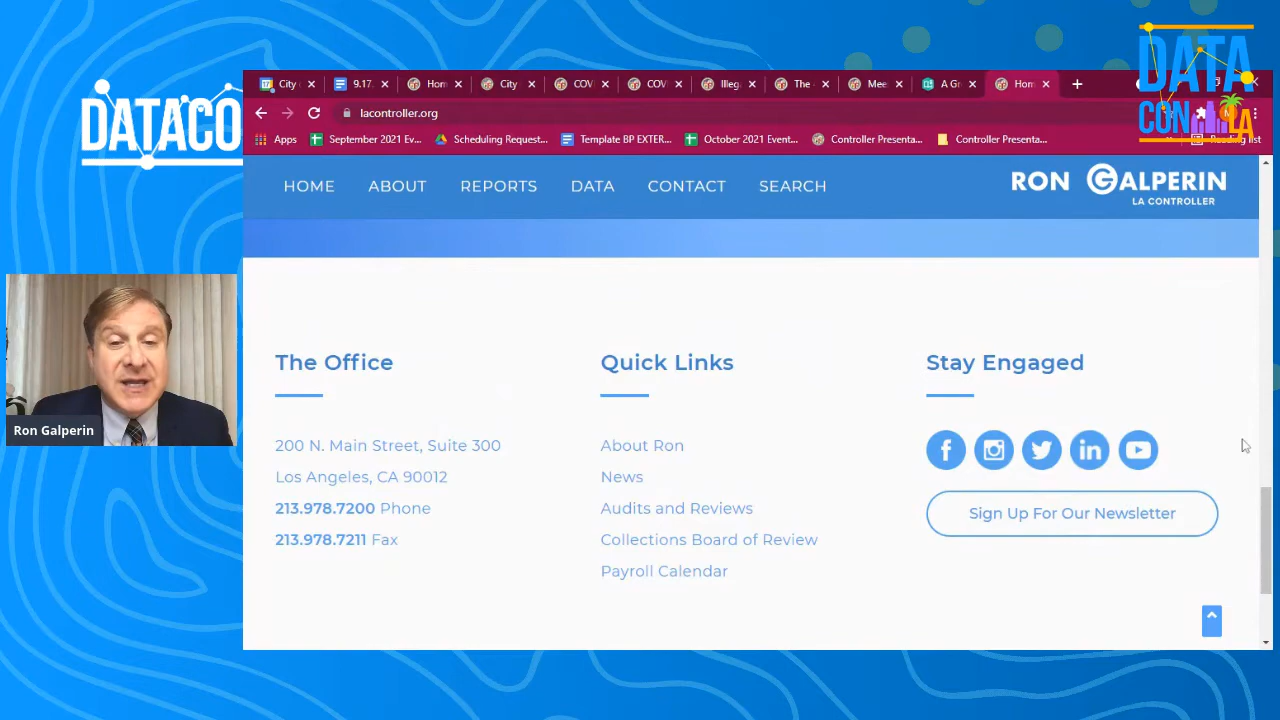 DATACO
DATA
CON LA
City
9.17.
Hom
City
COVI
COVI
Illeg
The
Mee
A Gr
Hom
lacontroller.org
Apps
September 2021 Ev...
Scheduling Request...
Template BP EXTER...
October 2021 Event...
Controller Presenta...
Controller Presenta...
HOME
ABOUT
REPORTS
DATA
CONTACT
SEARCH
RON GALPERIN
LA CONTROLLER
The Office
200 N. Main Street, Suite 300
Los Angeles, CA 90012
213.978.7200 Phone
213.978.7211 Fax
Quick Links
About Ron
News
Audits and Reviews
Collections Board of Review
Payroll Calendar
Stay Engaged
Sign Up For Our Newsletter
Ron Galperin